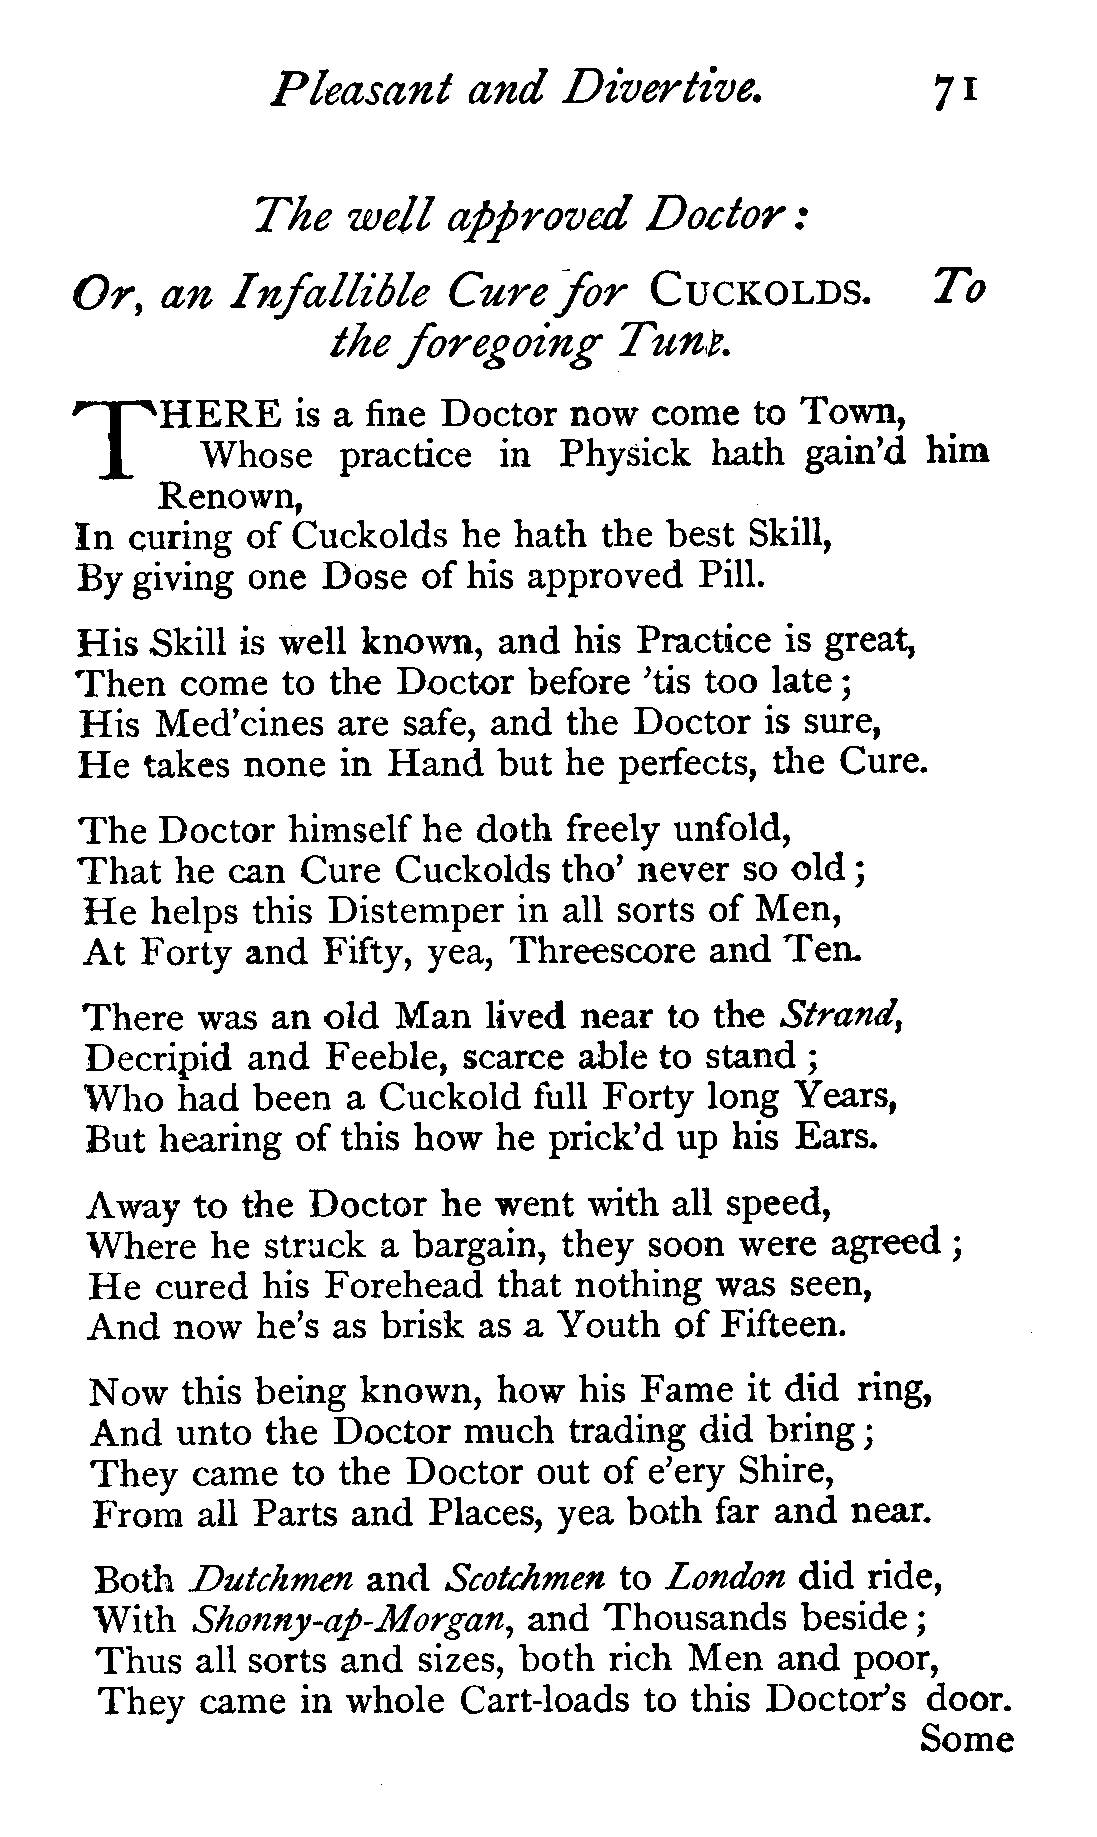 Pleasant and Divertive. 71
The well approved Doctor :
Or, an Infallible Cure for CUCKOLDS. To
the foregoing Tune.
THERE is a fine Doctor now come to Town,
Whose practice in Physick hath gain'd him
Renown,
In curing of Cuckolds he hath the best Skill,
By giving one Dose of his approved Pill.
His Skill is well known, and his Practice is great,
Then come to the Doctor before 'tis too late ;
His Med'cines are safe, and the Doctor is sure,
He takes none in Hand but he perfects, the Cure.
The Doctor himself he doth freely unfold,
That he can Cure Cuckolds tho' never so old ;
He helps this Distemper in all sorts of Men,
At Forty and Fifty, yea, Threescore and Ten.
There was an old Man lived near to the Strand,
Decripid and Feeble, scarce able to stand ;
Who had been a Cuckold full Forty long Years,
But hearing of this how he prick'd up his Ears.
Away to the Doctor he went with all speed,
Where he struck a bargain, they soon were agreed ;
He cured his Forehead that nothing was seen,
And now he's as brisk as a Youth of Fifteen.
Now this being known, how his Fame it did ring,
And unto the Doctor much trading did bring ;
They came to the Doctor out of e'ery Shire,
From all Parts and Places, yea both far and near.
Both Dutchmen and Scotchmen to London did ride,
With Shonny-ap-Morgan, and Thousands beside ;
Thus all sorts and sizes, both rich Men and poor,
They came in whole Cart-loads to this Doctor's door.
Some